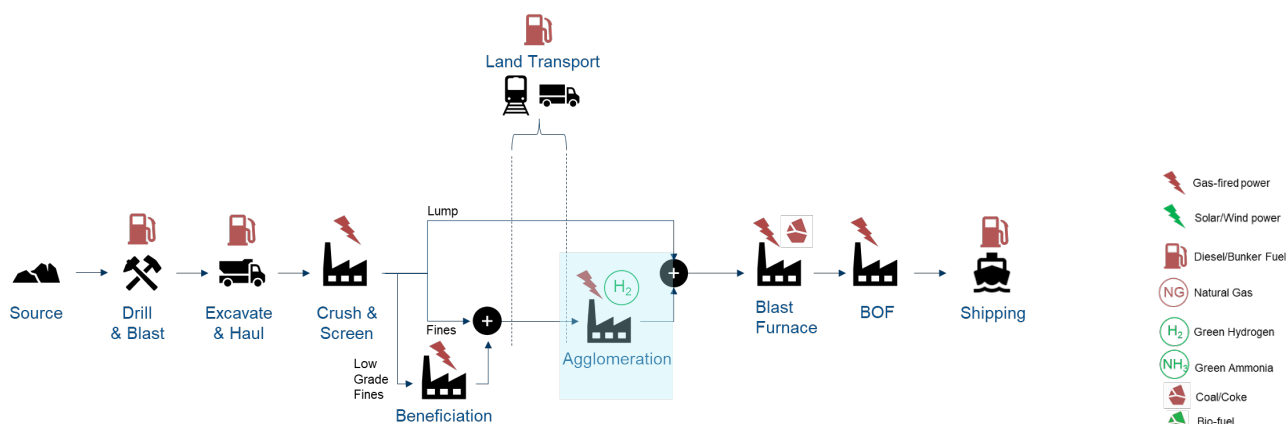 Land Transport
Lump
Source
Drill
& Blast
Excavate
& Haul
Crush &
Screen
Fines
+
Low
Grade
Fines
Beneficiation
H₂
Agglomeration
+
Blast
Furnace
BOF
Shipping
Gas-fired power
Solar/Wind power
Diesel/Bunker Fuel
NG Natural Gas
H₂ Green Hydrogen
NH₃ Green Ammonia
Coal/Coke
Bio-fuel